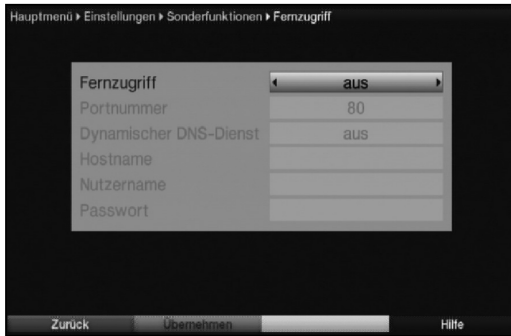 Hauptmenü ▸ Einstellungen ▸ Sonderfunktionen ▸ Fernzugriff
Fernzugriff aus
Portnummer 80
Dynamischer DNS-Dienst aus
Hostname
Nutzername
Passwort
Zurück Übernehmen Hilfe